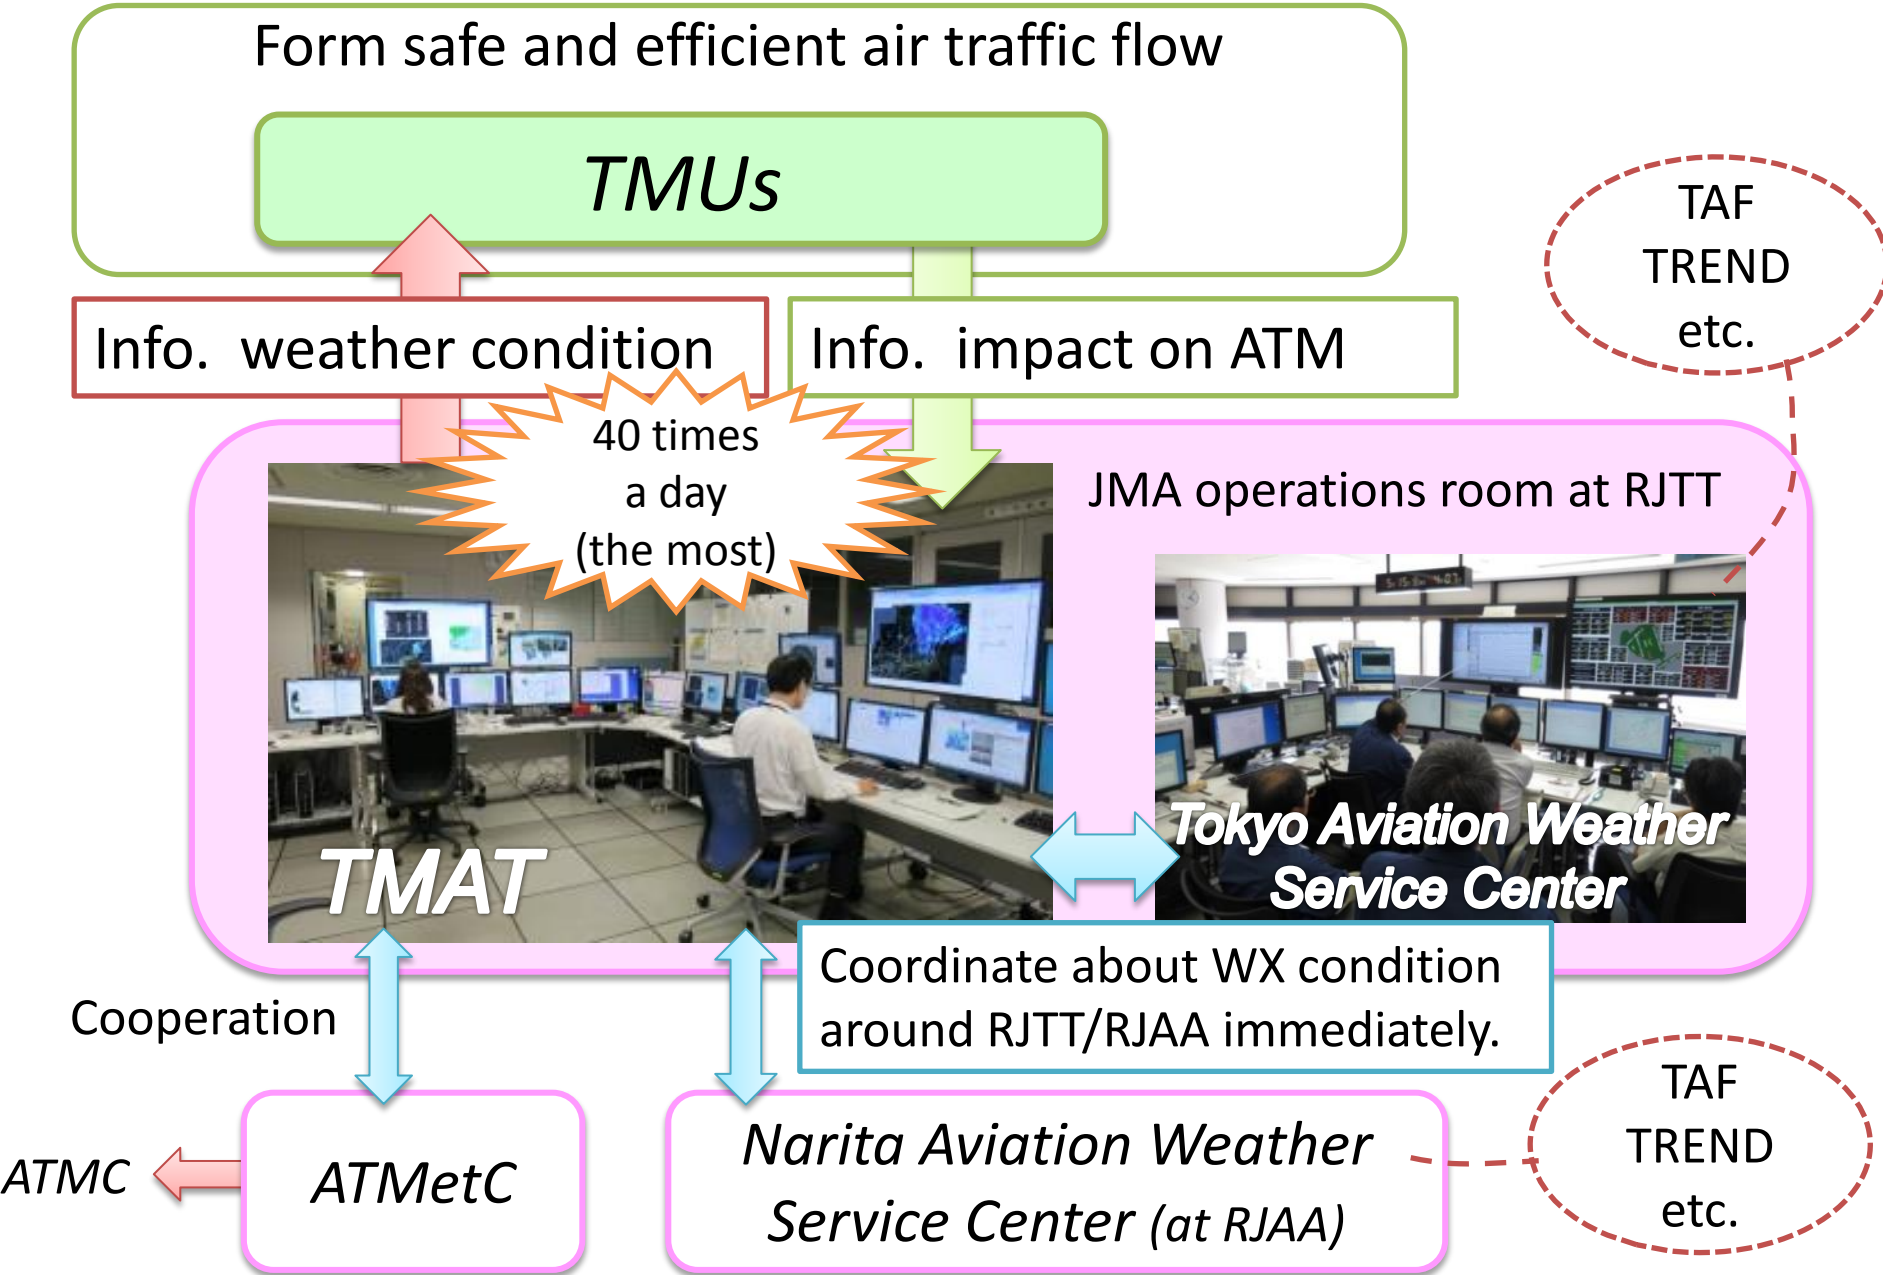 Form safe and efficient air traffic flow
TMUs
TAF
TREND
etc.
Info.  weather condition
Info.  impact on ATM
40 times
a day
(the most)
JMA operations room at RJTT
TMAT
Tokyo Aviation Weather
Service Center
Coordinate about WX condition
around RJTT/RJAA immediately.
Cooperation
ATMC
ATMetC
Narita Aviation Weather
Service Center (at RJAA)
TAF
TREND
etc.